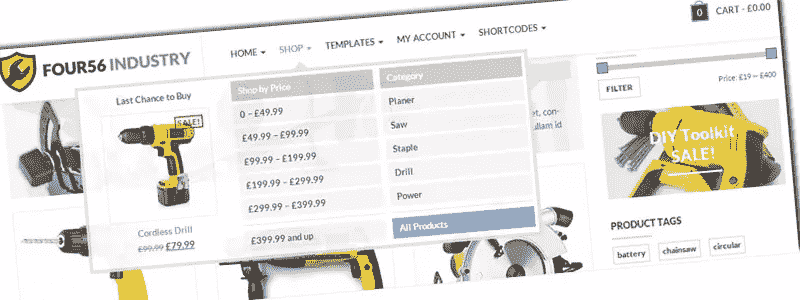 CART - £0.00
FOUR56 INDUSTRY
HOME
SHOP
TEMPLATES
MY ACCOUNT
SHORTCODES
Last Chance to Buy
SALE!
Cordless Drill
£99.99 £79.99
Shop by Price
0 – £49.99
£49.99 – £99.99
£99.99 – £199.99
£199.99 – £299.99
£299.99 – £399.99
£399.99 and up
Category
Planer
Saw
Staple
Drill
Power
All Products
et, con-
ullam id
FILTER
Price: £19 — £400
DIY Toolkit
SALE!
PRODUCT TAGS
battery
chainsaw
circular